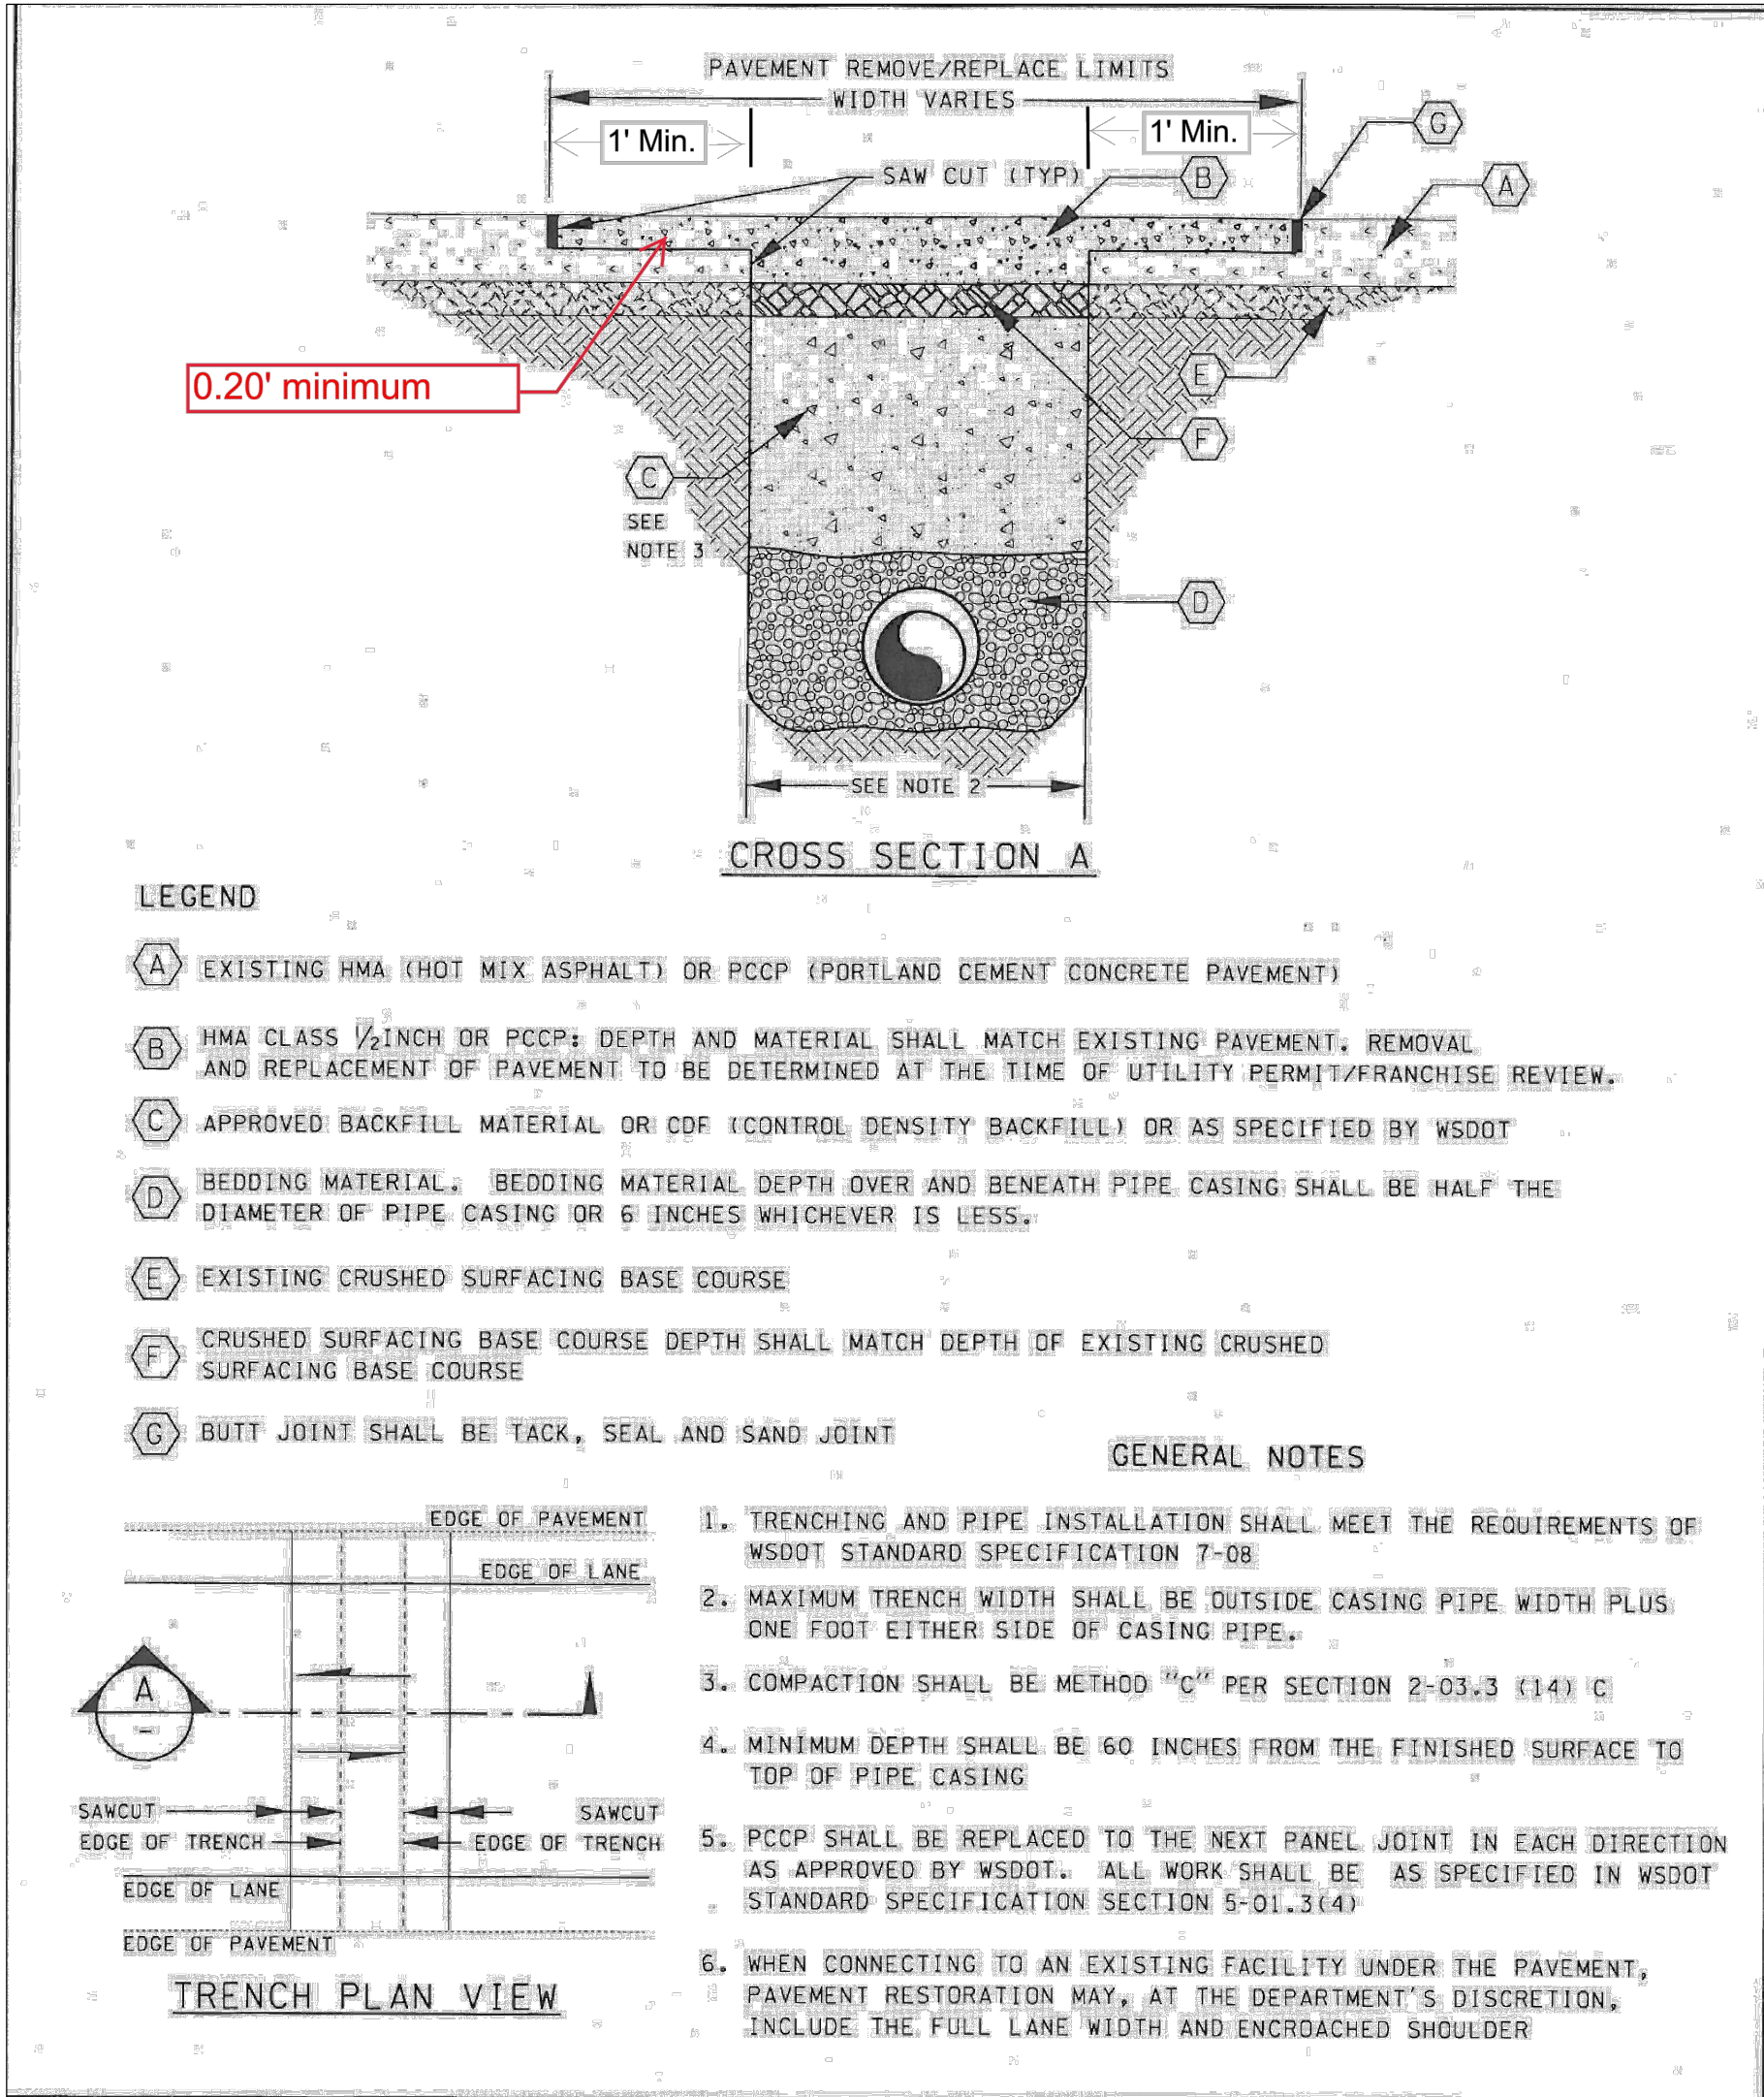 PAVEMENT REMOVE/REPLACE LIMITS
WIDTH VARIES
1' Min.
1' Min.
G
SAW CUT (TYP)
B
A
0.20' minimum
E
F
C
SEE
NOTE 3
D
SEE NOTE 2
CROSS SECTION A
LEGEND
A EXISTING HMA (HOT MIX ASPHALT) OR PCCP (PORTLAND CEMENT CONCRETE PAVEMENT)
B HMA CLASS 1/2INCH OR PCCP: DEPTH AND MATERIAL SHALL MATCH EXISTING PAVEMENT. REMOVAL
AND REPLACEMENT OF PAVEMENT TO BE DETERMINED AT THE TIME OF UTILITY PERMIT/FRANCHISE REVIEW.
C APPROVED BACKFILL MATERIAL OR CDF (CONTROL DENSITY BACKFILL) OR AS SPECIFIED BY WSDOT
D BEDDING MATERIAL. BEDDING MATERIAL DEPTH OVER AND BENEATH PIPE CASING SHALL BE HALF THE
DIAMETER OF PIPE CASING OR 6 INCHES WHICHEVER IS LESS.
E EXISTING CRUSHED SURFACING BASE COURSE
F CRUSHED SURFACING BASE COURSE DEPTH SHALL MATCH DEPTH OF EXISTING CRUSHED
SURFACING BASE COURSE
G BUTT JOINT SHALL BE TACK, SEAL AND SAND JOINT
EDGE OF PAVEMENT
EDGE OF LANE
A
-
SAWCUT
SAWCUT
EDGE OF TRENCH
EDGE OF TRENCH
EDGE OF LANE
EDGE OF PAVEMENT
TRENCH PLAN VIEW
GENERAL NOTES
1. TRENCHING AND PIPE INSTALLATION SHALL MEET THE REQUIREMENTS OF
WSDOT STANDARD SPECIFICATION 7-08
2. MAXIMUM TRENCH WIDTH SHALL BE OUTSIDE CASING PIPE WIDTH PLUS
ONE FOOT EITHER SIDE OF CASING PIPE.
3. COMPACTION SHALL BE METHOD "C" PER SECTION 2-03.3 (14) C
4. MINIMUM DEPTH SHALL BE 60 INCHES FROM THE FINISHED SURFACE TO
TOP OF PIPE CASING
5. PCCP SHALL BE REPLACED TO THE NEXT PANEL JOINT IN EACH DIRECTION
AS APPROVED BY WSDOT. ALL WORK SHALL BE AS SPECIFIED IN WSDOT
STANDARD SPECIFICATION SECTION 5-01.3(4)
6. WHEN CONNECTING TO AN EXISTING FACILITY UNDER THE PAVEMENT,
PAVEMENT RESTORATION MAY, AT THE DEPARTMENT'S DISCRETION,
INCLUDE THE FULL LANE WIDTH AND ENCROACHED SHOULDER